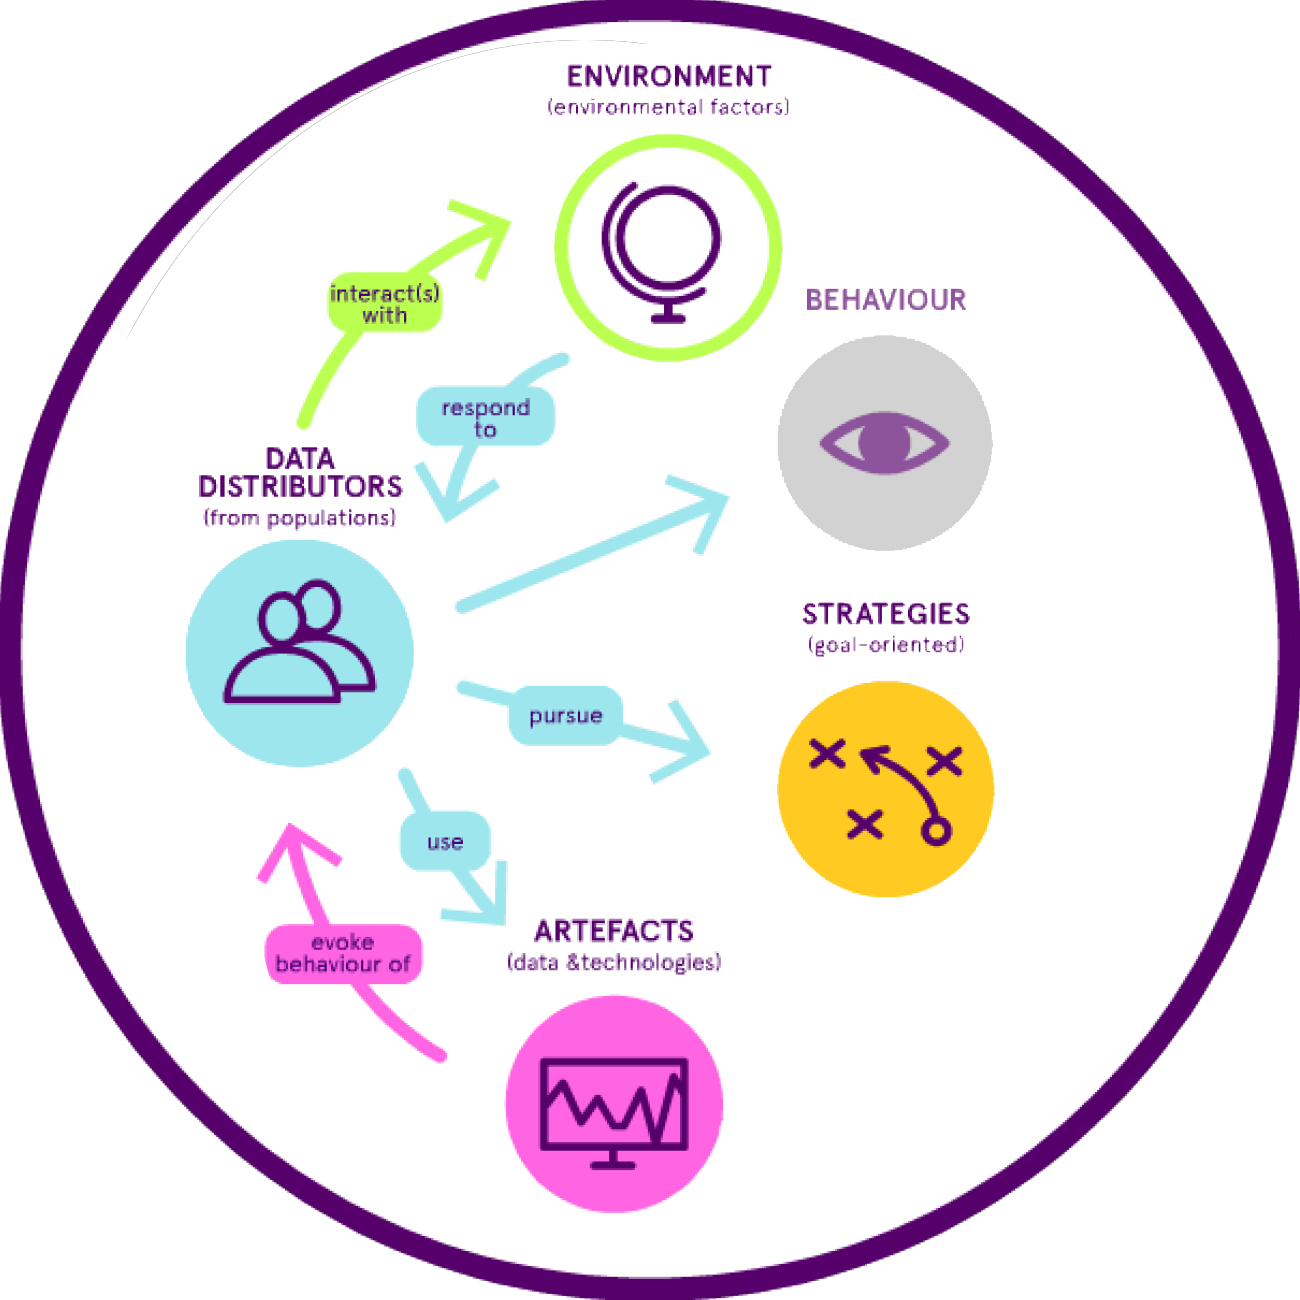 ENVIRONMENT
(environmental factors)
interact(s)
with
BEHAVIOUR
respond
to
DATA
DISTRIBUTORS
(from populations)
STRATEGIES
(goal-oriented)
pursue
use
ARTEFACTS
(data &technologies)
evoke
behaviour of